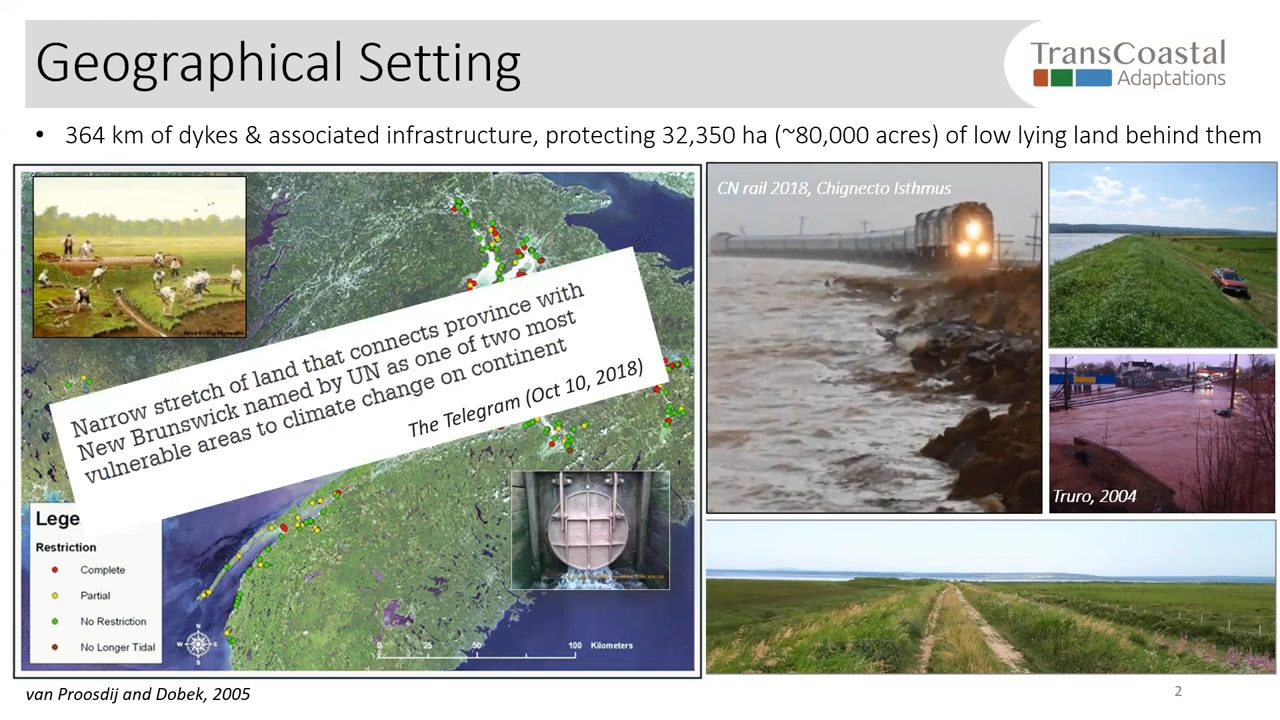 Geographical Setting
TransCoastal
Adaptations
• 364 km of dykes & associated infrastructure, protecting 32,350 ha (~80,000 acres) of low lying land behind them
Narrow stretch of land that connects province with
New Brunswick named by UN as one of two most
vulnerable areas to climate change on continent
The Telegram (Oct 10, 2018)
Lege
Restriction
Complete
Partial
No Restriction
No Longer Tidal
N
W E
S
0 25 50 100 Kilometers
CN rail 2018, Chignecto Isthmus
Truro, 2004
van Proosdij and Dobek, 2005
2